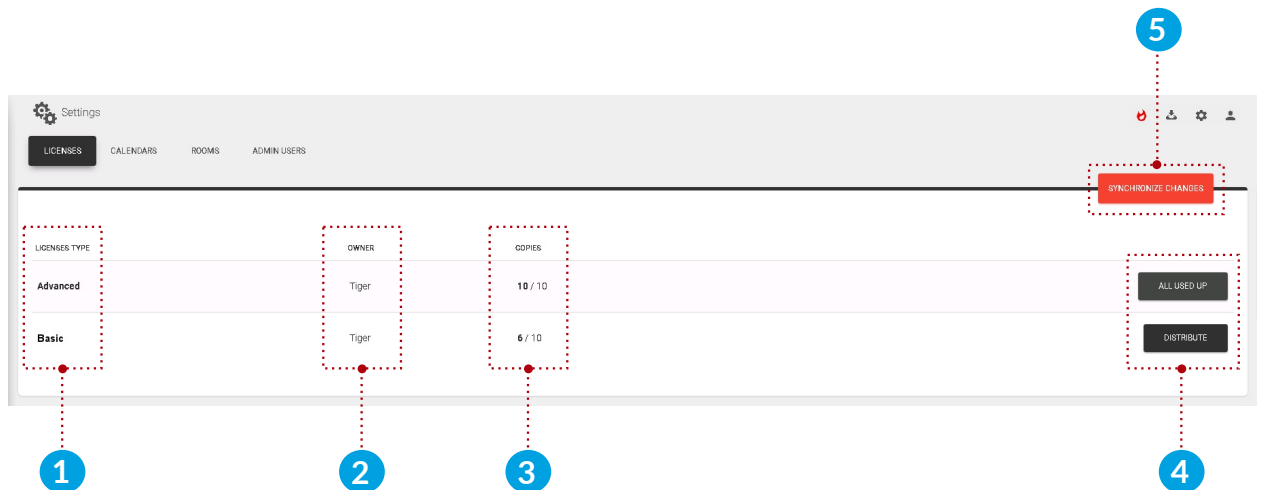 5
Settings
LICENSES CALENDARS ROOMS ADMIN USERS
SYNCHRONIZE CHANGES
LICENSES TYPE OWNER COPIES
Advanced Tiger 10 / 10 ALL USED UP
Basic Tiger 6 / 10 DISTRIBUTE
1 2 3 4